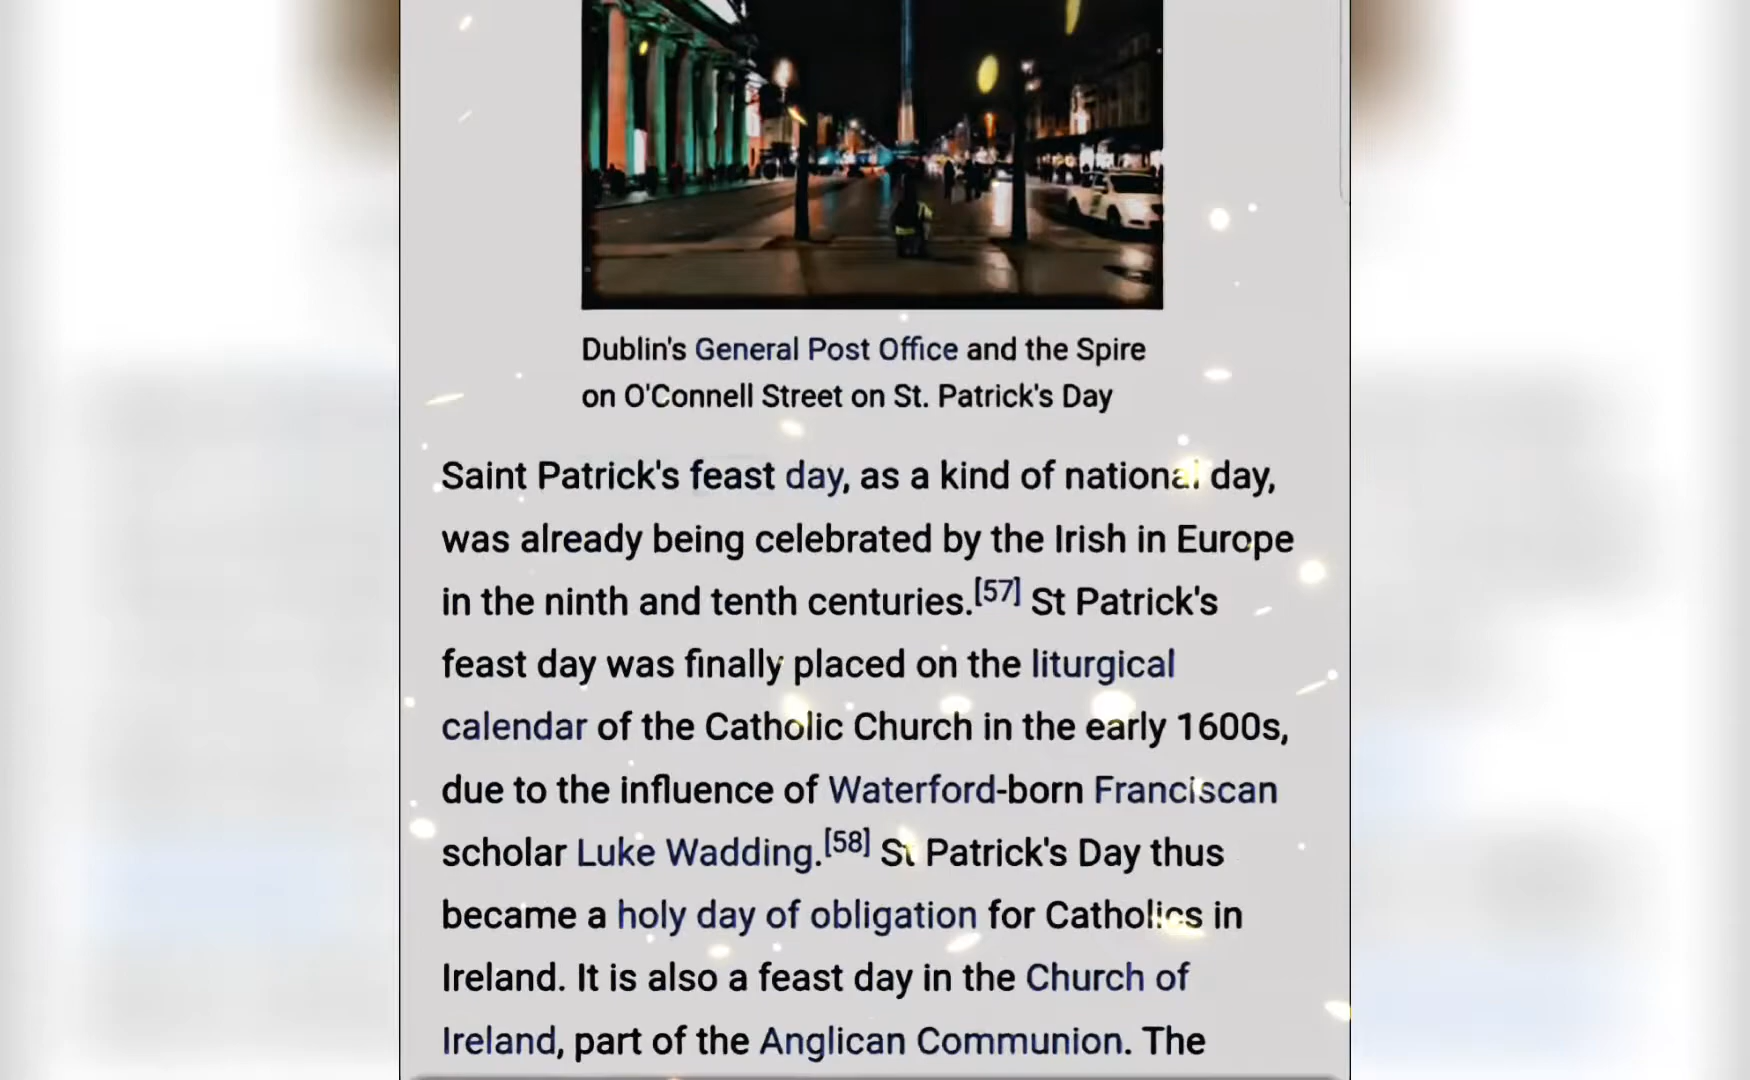 Dublin's General Post Office and the Spire
on O'Connell Street on St. Patrick's Day
Saint Patrick's feast day, as a kind of national day,
was already being celebrated by the Irish in Europe
in the ninth and tenth centuries.[57] St Patrick's
feast day was finally placed on the liturgical
calendar of the Catholic Church in the early 1600s,
due to the influence of Waterford-born Franciscan
scholar Luke Wadding.[58] St Patrick's Day thus
became a holy day of obligation for Catholics in
Ireland. It is also a feast day in the Church of
Ireland, part of the Anglican Communion. The